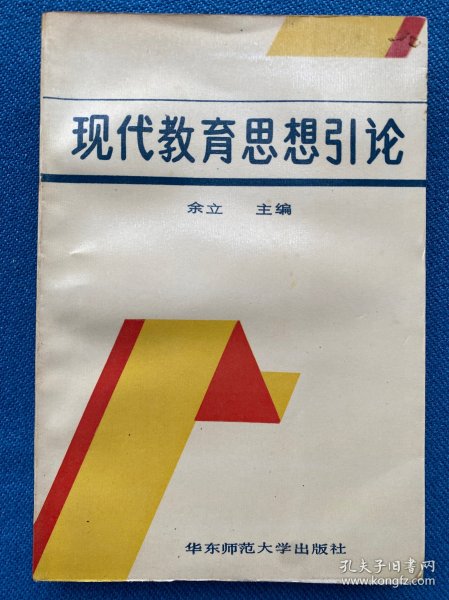 现代教育思想引论
余立 主编
华东师范大学出版社
孔夫子旧书网
www.kongfz.com